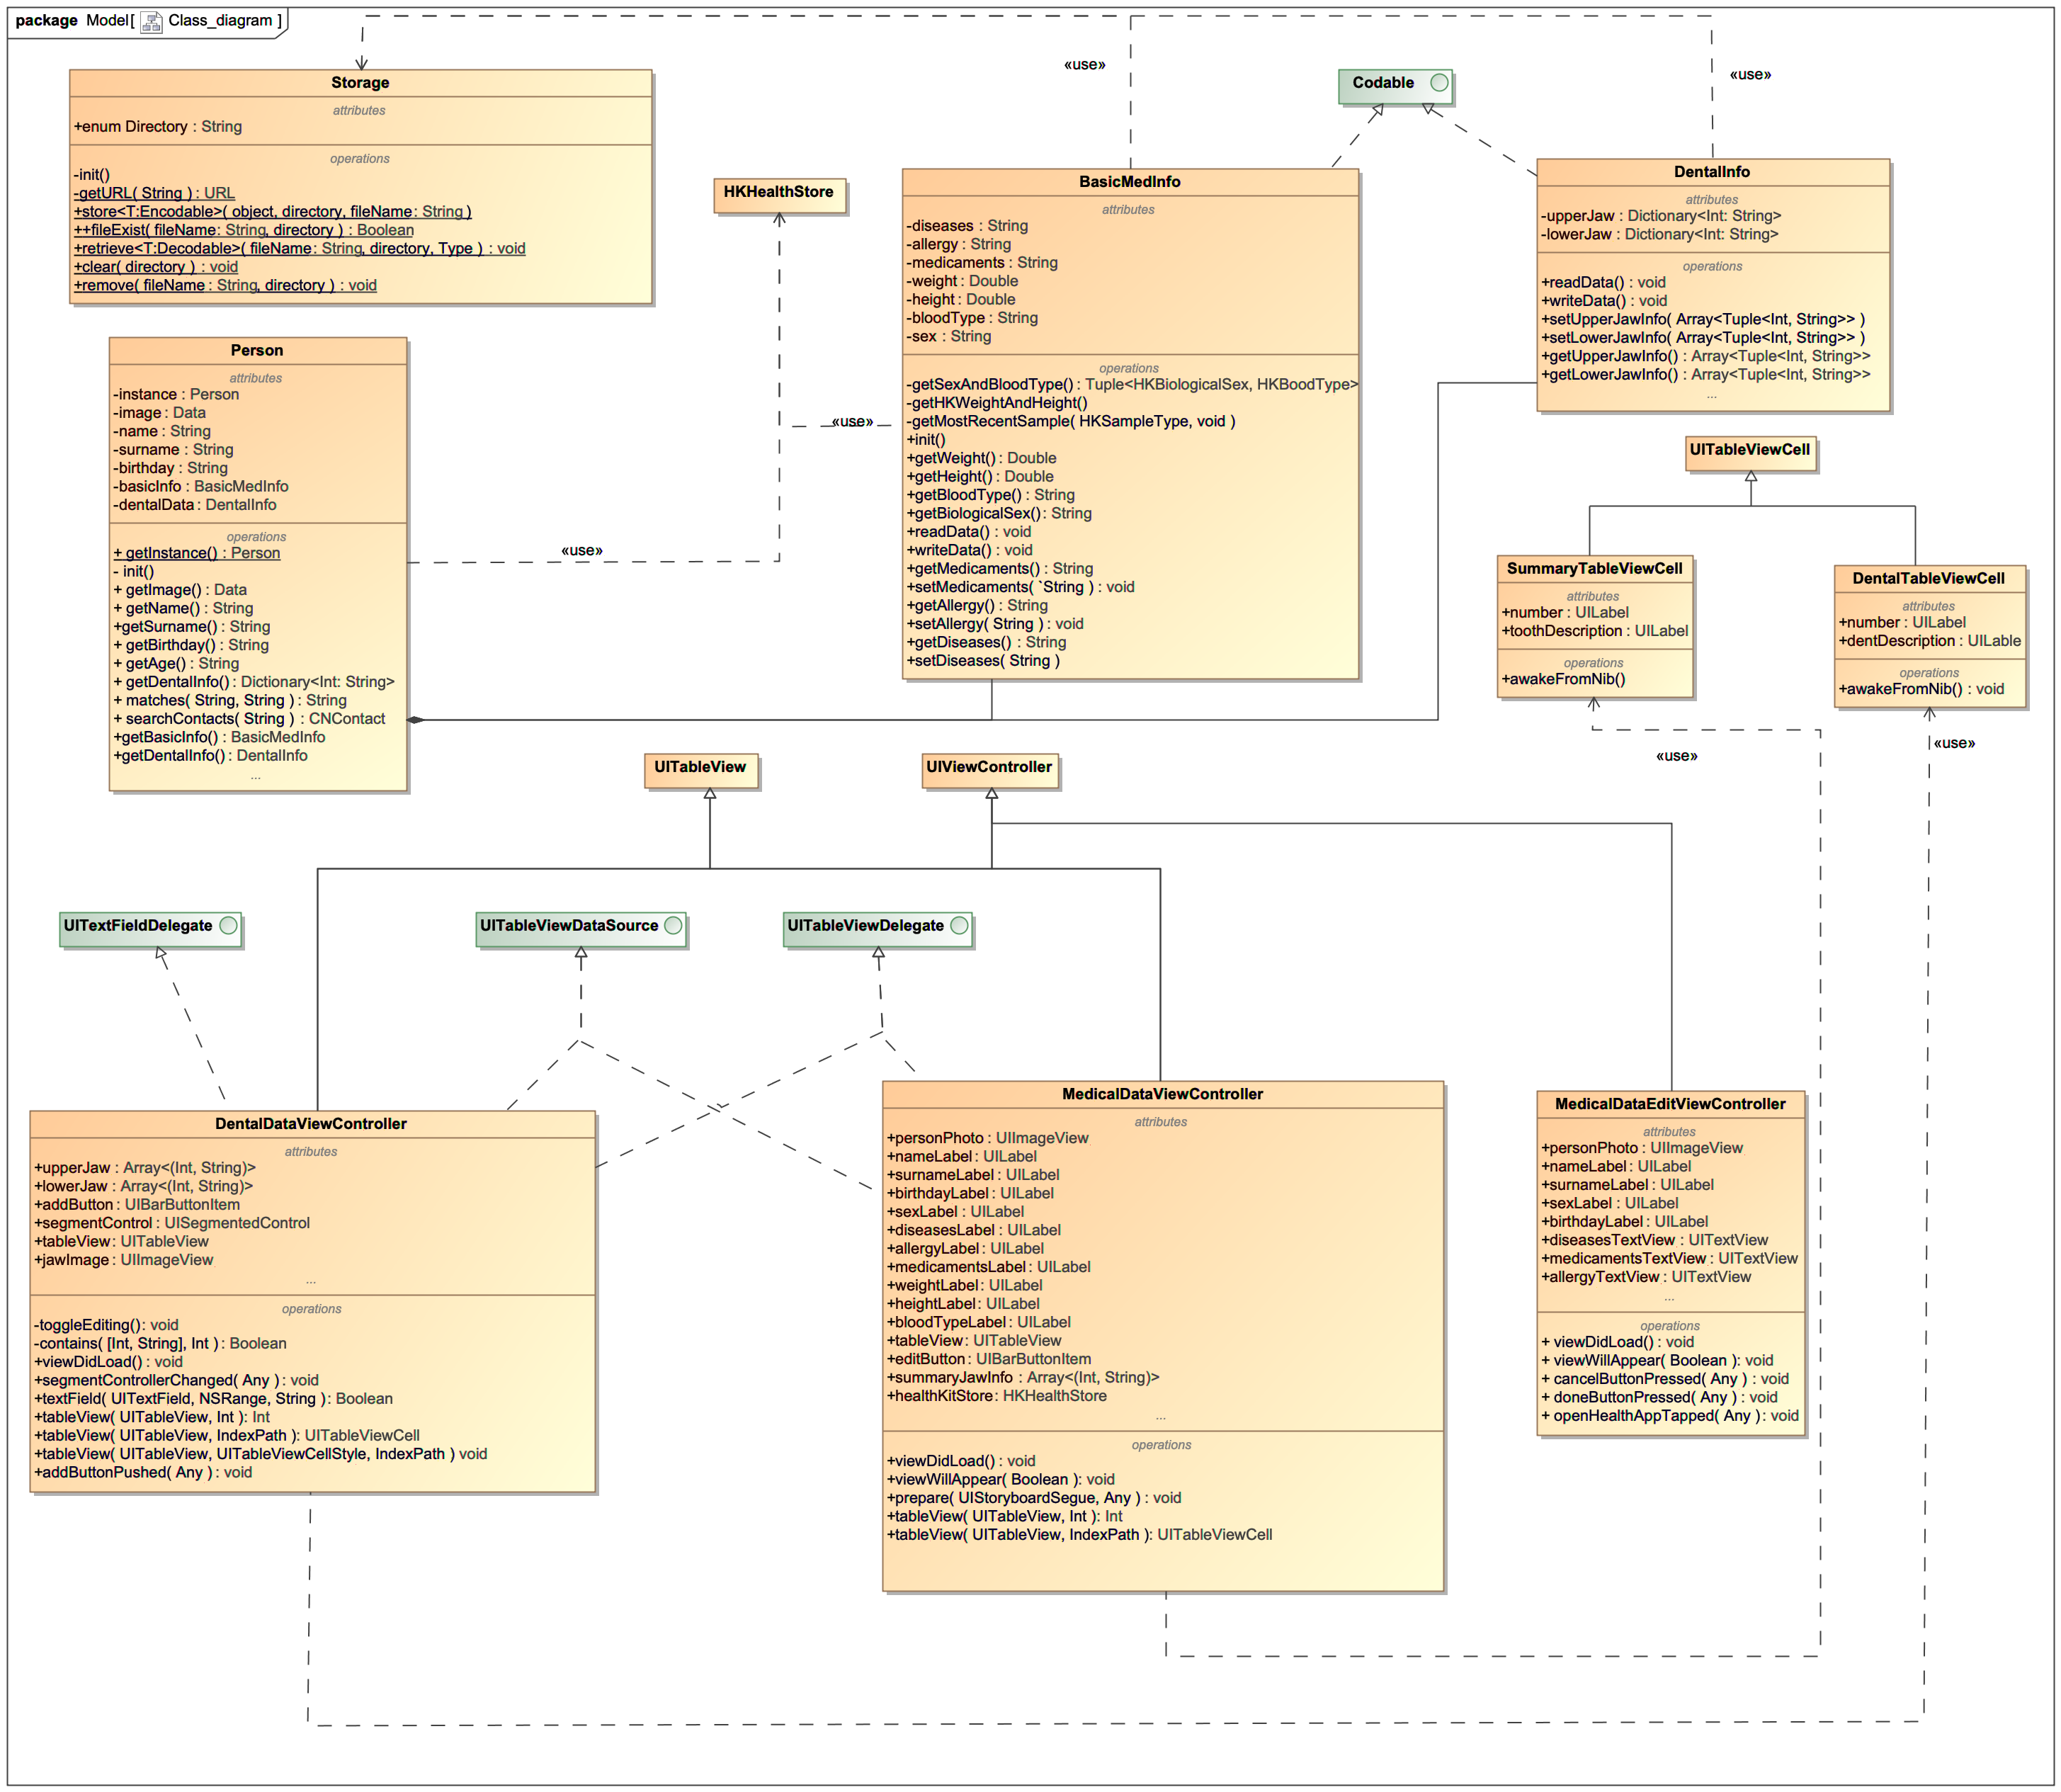 package Model[ Class_diagram ]
Storage
attributes
+enum Directory : String
operations
-init()
-getURL( String ) : URL
+store<T:Encodable>( object, directory, fileName : String )
++fileExist( fileName : String, directory ) : Boolean
+retrieve<T:Decodable>( fileName : String, directory, Type ) : void
+clear( directory ) : void
+remove( fileName : String, directory ) : void
«use»
«use»
Codable
HKHealthStore
BasicMedInfo
attributes
-diseases : String
-allergy : String
-medicaments : String
-weight : Double
-height : Double
-bloodType : String
-sex : String
operations
-getSexAndBloodType() : Tuple<HKBiologicalSex, HKBoodType>
-getHKWeightAndHeight()
-getMostRecentSample( HKSampleType, void )
+init()
+getWeight() : Double
+getHeight() : Double
+getBloodType() : String
+getBiologicalSex() : String
+readData() : void
+writeData() : void
+getMedicaments() : String
+setMedicaments( `String ) : void
+getAllergy() : String
+setAllergy( String ) : void
+getDiseases() : String
+setDiseases( String )
DentalInfo
attributes
-upperJaw : Dictionary<Int: String>
-lowerJaw : Dictionary<Int: String>
operations
+readData() : void
+writeData() : void
+setUpperJawInfo( Array<Tuple<Int, String>> )
+setLowerJawInfo( Array<Tuple<Int, String>> )
+getUpperJawInfo() : Array<Tuple<Int, String>>
+getLowerJawInfo() : Array<Tuple<Int, String>>
...
Person
attributes
-instance : Person
-image : Data
-name : String
-surname : String
-birthday : String
-basicInfo : BasicMedInfo
-dentalData : DentalInfo
operations
+ getInstance() : Person
- init()
+ getImage() : Data
+ getName() : String
+getSurname() : String
+ getBirthday() : String
+ getAge() : String
+ getDentalInfo() : Dictionary<Int: String>
+ matches( String, String ) : String
+ searchContacts( String ) : CNContact
+getBasicInfo() : BasicMedInfo
+getDentalInfo() : DentalInfo
...
«use»
«use»
UITableViewCell
SummaryTableViewCell
attributes
+number : UILabel
+toothDescription : UILabel
operations
+awakeFromNib()
DentalTableViewCell
attributes
+number : UILabel
+dentDescription : UILable
operations
+awakeFromNib() : void
«use»
«use»
UITableView
UIViewController
UITextFieldDelegate
UITableViewDataSource
UITableViewDelegate
DentalDataViewController
attributes
+upperJaw : Array<(Int, String)>
+lowerJaw : Array<(Int, String)>
+addButton : UIBarButtonItem
+segmentControl : UISegmentedControl
+tableView : UITableView
+jawImage : UIImageView
...
operations
-toggleEditing() : void
-contains( [Int, String], Int ) : Boolean
+viewDidLoad() : void
+segmentControllerChanged( Any ) : void
+textField( UITextField, NSRange, String ) : Boolean
+tableView( UITableView, Int ) : Int
+tableView( UITableView, IndexPath ) : UITableViewCell
+tableView( UITableView, UITableViewCellStyle, IndexPath ) void
+addButtonPushed( Any ) : void
MedicalDataViewController
attributes
+personPhoto : UIImageView
+nameLabel : UILabel
+surnameLabel : UILabel
+birthdayLabel : UILabel
+sexLabel : UILabel
+diseasesLabel : UILabel
+allergyLabel : UILabel
+medicamentsLabel : UILabel
+weightLabel : UILabel
+heightLabel : UILabel
+bloodTypeLabel : UILabel
+tableView : UITableView
+editButton : UIBarButtonItem
+summaryJawInfo : Array<(Int, String)>
+healthKitStore : HKHealthStore
...
operations
+viewDidLoad() : void
+viewWillAppear( Boolean ) : void
+prepare( UIStoryboardSegue, Any ) : void
+tableView( UITableView, Int ) : Int
+tableView( UITableView, IndexPath ) : UITableViewCell
MedicalDataEditViewController
attributes
+personPhoto : UIImageView
+nameLabel : UILabel
+surnameLabel : UILabel
+sexLabel : UILabel
+birthdayLabel : UILabel
+diseasesTextView : UITextView
+medicamentsTextView : UITextView
+allergyTextView : UITextView
...
operations
+ viewDidLoad() : void
+ viewWillAppear( Boolean ) : void
+ cancelButtonPressed( Any ) : void
+ doneButtonPressed( Any ) : void
+ openHealthAppTapped( Any ) : void